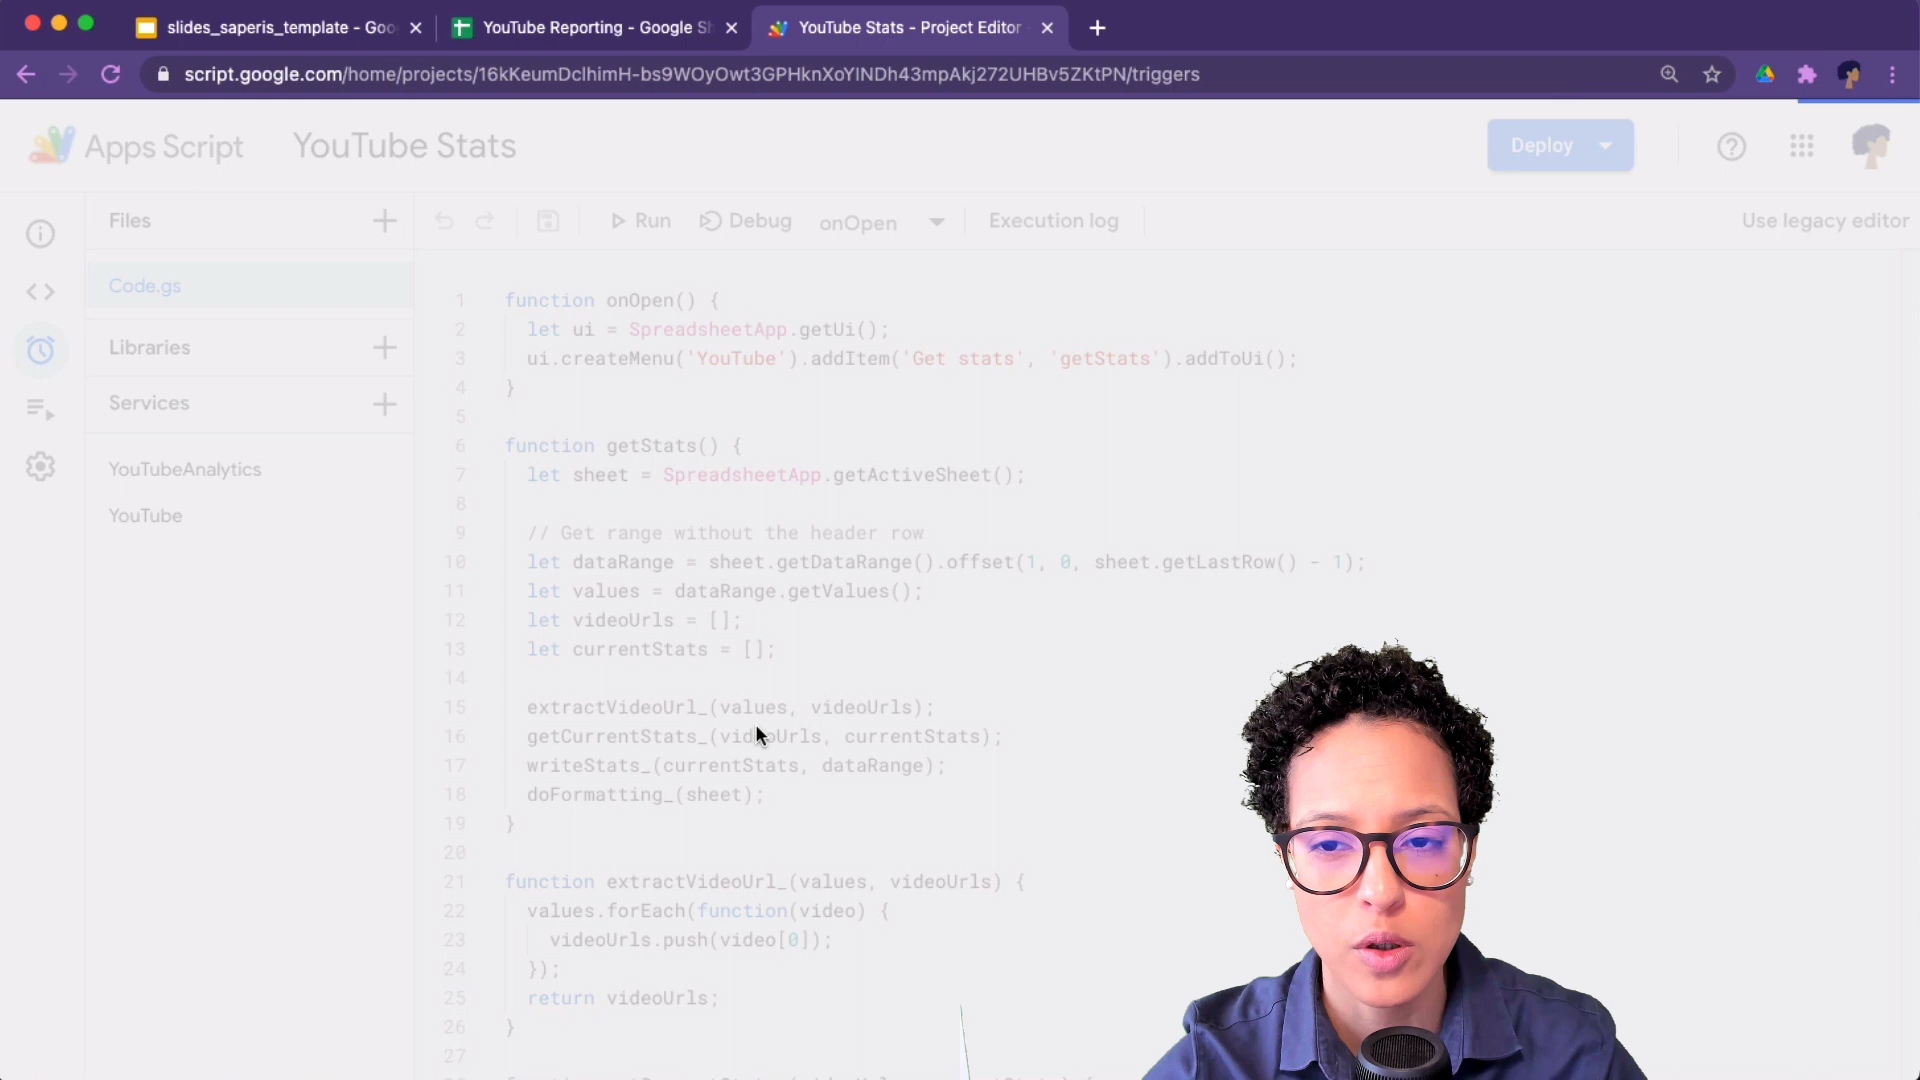 slides_saperis_template - Goo
YouTube Reporting - Google Sh
YouTube Stats - Project Editor
script.google.com/home/projects/16kKeumDclhimH-bs9WOyOwt3GPHknXoYlNDh43mpAkj272UHBv5ZKtPN/triggers
Apps Script
YouTube Stats
Deploy
Files
Run
Debug
onOpen
Execution log
Use legacy editor
Code.gs
Libraries
Services
YouTubeAnalytics
YouTube
1 function onOpen() {
2 let ui = SpreadsheetApp.getUi();
3 ui.createMenu('YouTube').addItem('Get stats', 'getStats').addToUi();
4 }
5
6 function getStats() {
7 let sheet = SpreadsheetApp.getActiveSheet();
8
9 // Get range without the header row
10 let dataRange = sheet.getDataRange().offset(1, 0, sheet.getLastRow() - 1);
11 let values = dataRange.getValues();
12 let videoUrls = [];
13 let currentStats = [];
14
15 extractVideoUrl_(values, videoUrls);
16 getCurrentStats_(videoUrls, currentStats);
17 writeStats_(currentStats, dataRange);
18 doFormatting_(sheet);
19 }
20
21 function extractVideoUrl_(values, videoUrls) {
22 values.forEach(function(video) {
23 videoUrls.push(video[0]);
24 });
25 return videoUrls;
26 }
27